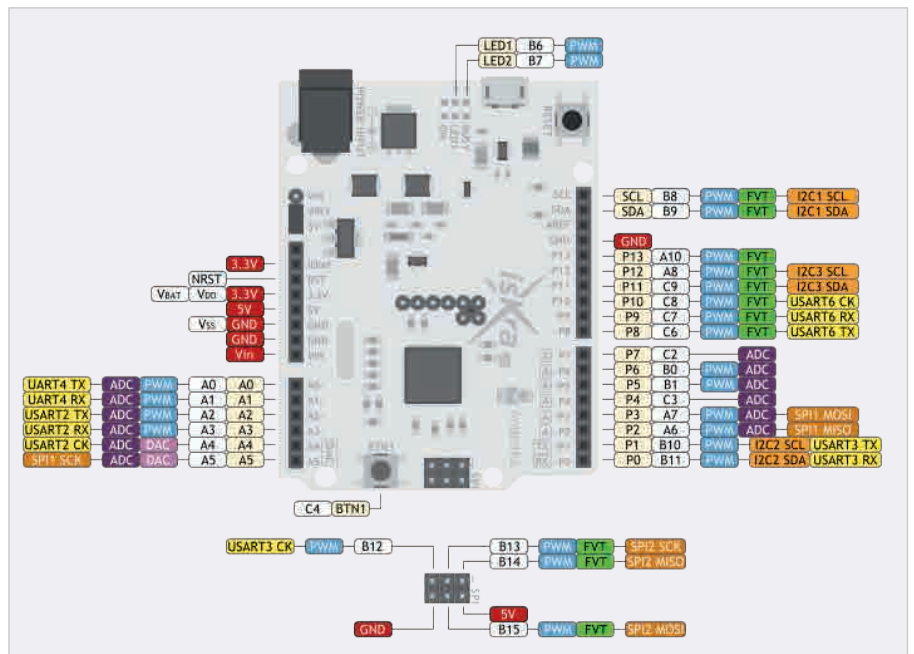 LED1 B6 PWM
LED2 B7 PWM
RESET
SCL SCL B8 PWM FVT I2C1 SCL
SDA SDA B9 PWM FVT I2C1 SDA
AREF
GND GND
P13 A10 PWM FVT
P12 A8 PWM FVT I2C3 SCL
P11 C9 PWM FVT I2C3 SDA
P10 C8 PWM FVT USART6 CK
P9 C7 PWM FVT USART6 RX
P8 C6 PWM FVT USART6 TX
3.3V
NRST
VBAT VDD 3.3V
5V
VSS GND
GND
Vin
P7 C2 ADC
P6 B0 PWM ADC
P5 B1 PWM ADC
P4 C3 ADC
P3 A7 PWM ADC SPI1 MOSI
P2 A6 PWM ADC SPI1 MISO
P1 B10 PWM I2C2 SCL USART3 TX
P0 B11 PWM I2C2 SDA USART3 RX
UART4 TX ADC PWM A0 A0
UART4 RX ADC PWM A1 A1
USART2 TX ADC PWM A2 A2
USART2 RX ADC PWM A3 A3
USART2 CK ADC DAC A4 A4
SPI1 SCK ADC DAC A5 A5
BTN1
C4 BTN1
USART3 CK PWM B12
B13 PWM FVT SPI2 SCK
B14 PWM FVT SPI2 MISO
SPI
5V
GND
B15 PWM FVT SPI2 MOSI